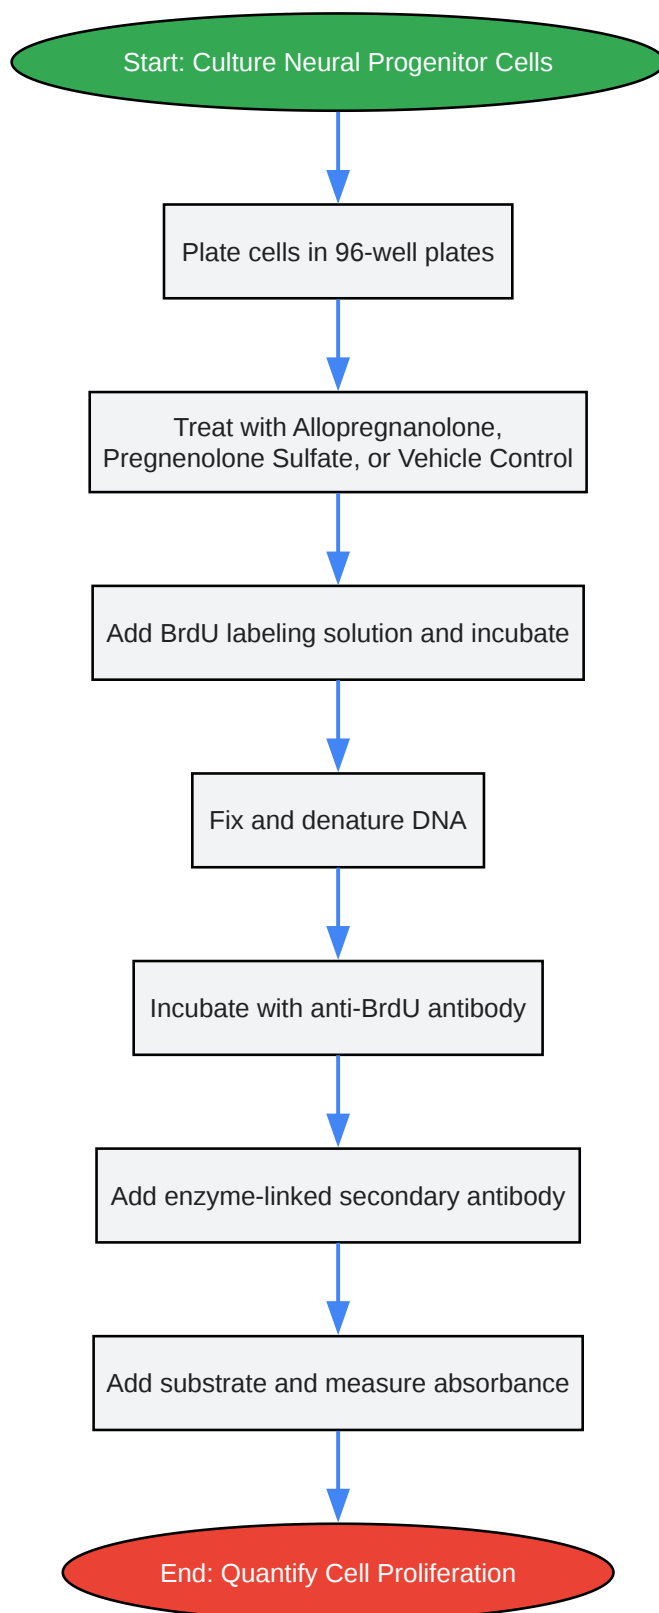 Start: Culture Neural Progenitor Cells
Plate cells in 96-well plates
Treat with Allopregnanolone,
Pregnenolone Sulfate, or Vehicle Control
Add BrdU labeling solution and incubate
Fix and denature DNA
Incubate with anti-BrdU antibody
Add enzyme-linked secondary antibody
Add substrate and measure absorbance
End: Quantify Cell Proliferation